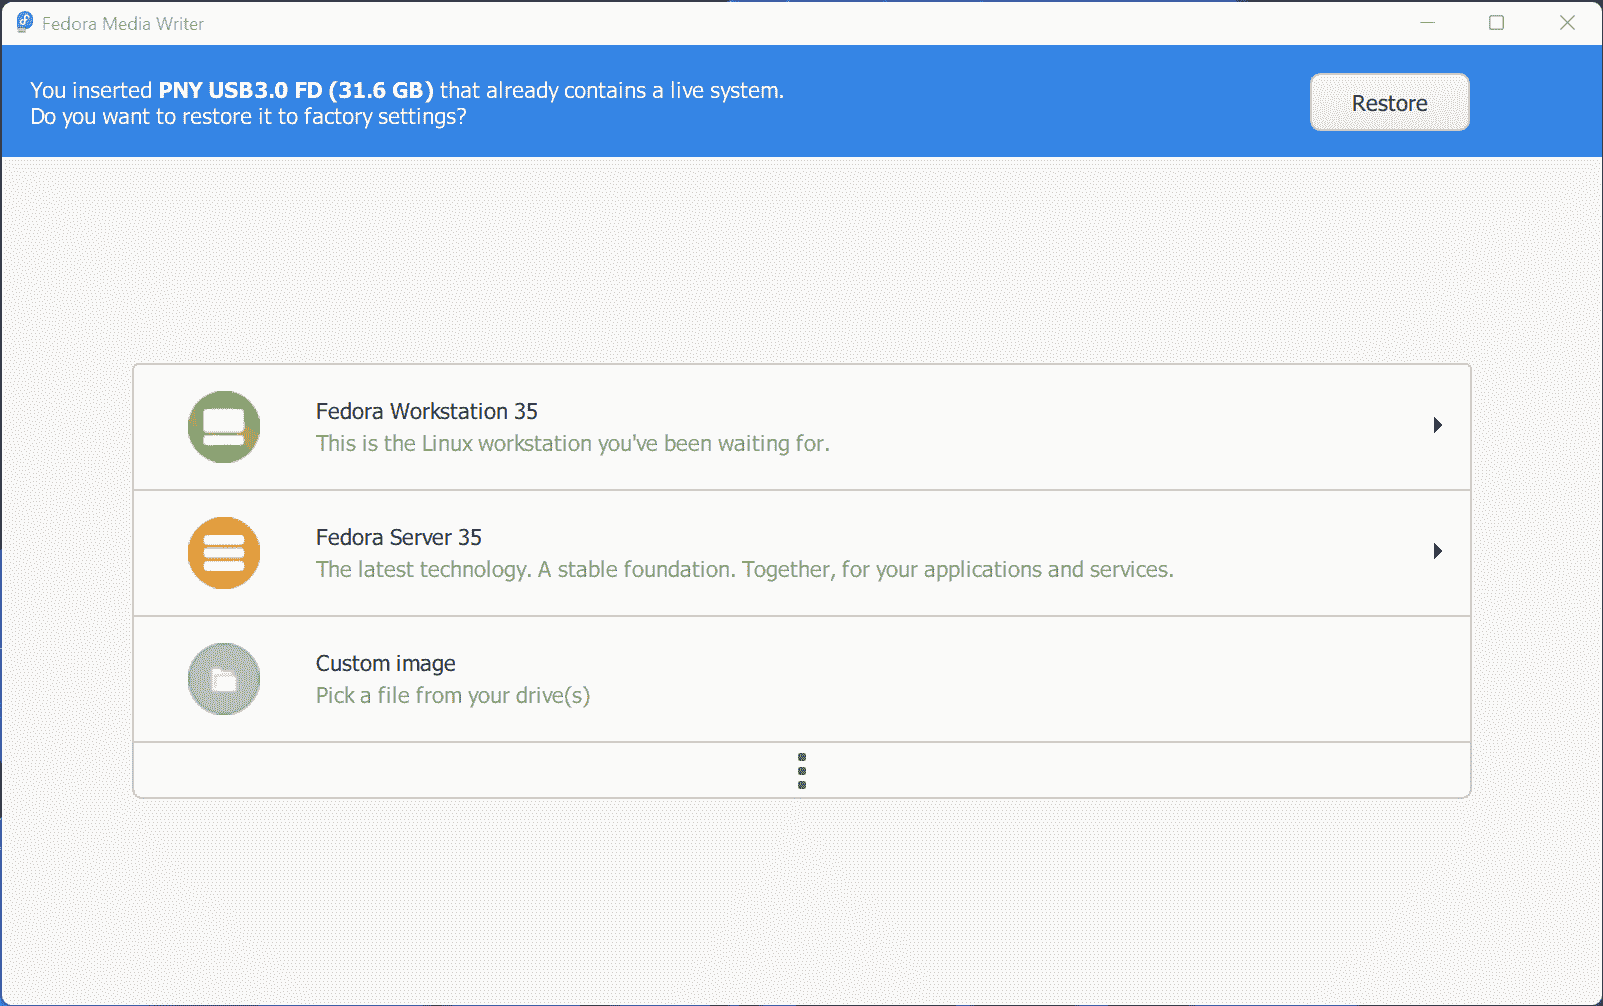 Fedora Media Writer
You inserted PNY USB3.0 FD (31.6 GB) that already contains a live system.
Do you want to restore it to factory settings?
Restore
Fedora Workstation 35
This is the Linux workstation you've been waiting for.
Fedora Server 35
The latest technology. A stable foundation. Together, for your applications and services.
Custom image
Pick a file from your drive(s)